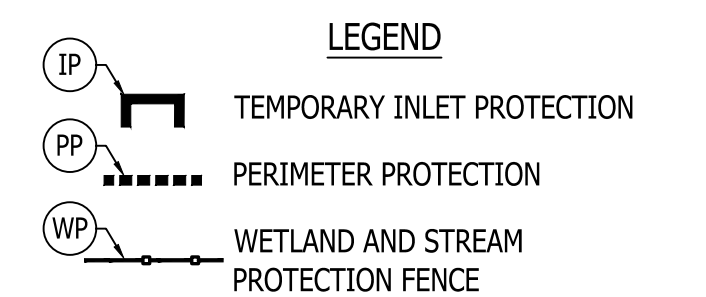 LEGEND
IP
TEMPORARY INLET PROTECTION
PP
PERIMETER PROTECTION
WP
WETLAND AND STREAM
PROTECTION FENCE